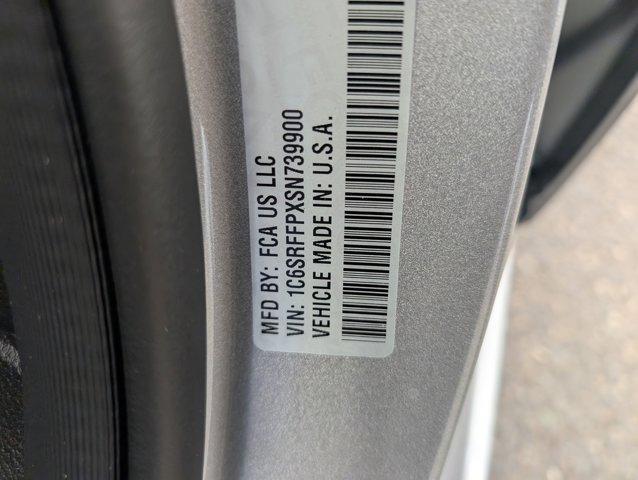 MFD BY: FCA US LLC
VIN: 1C6SRFFPXSN739900
VEHICLE MADE IN: U.S.A.